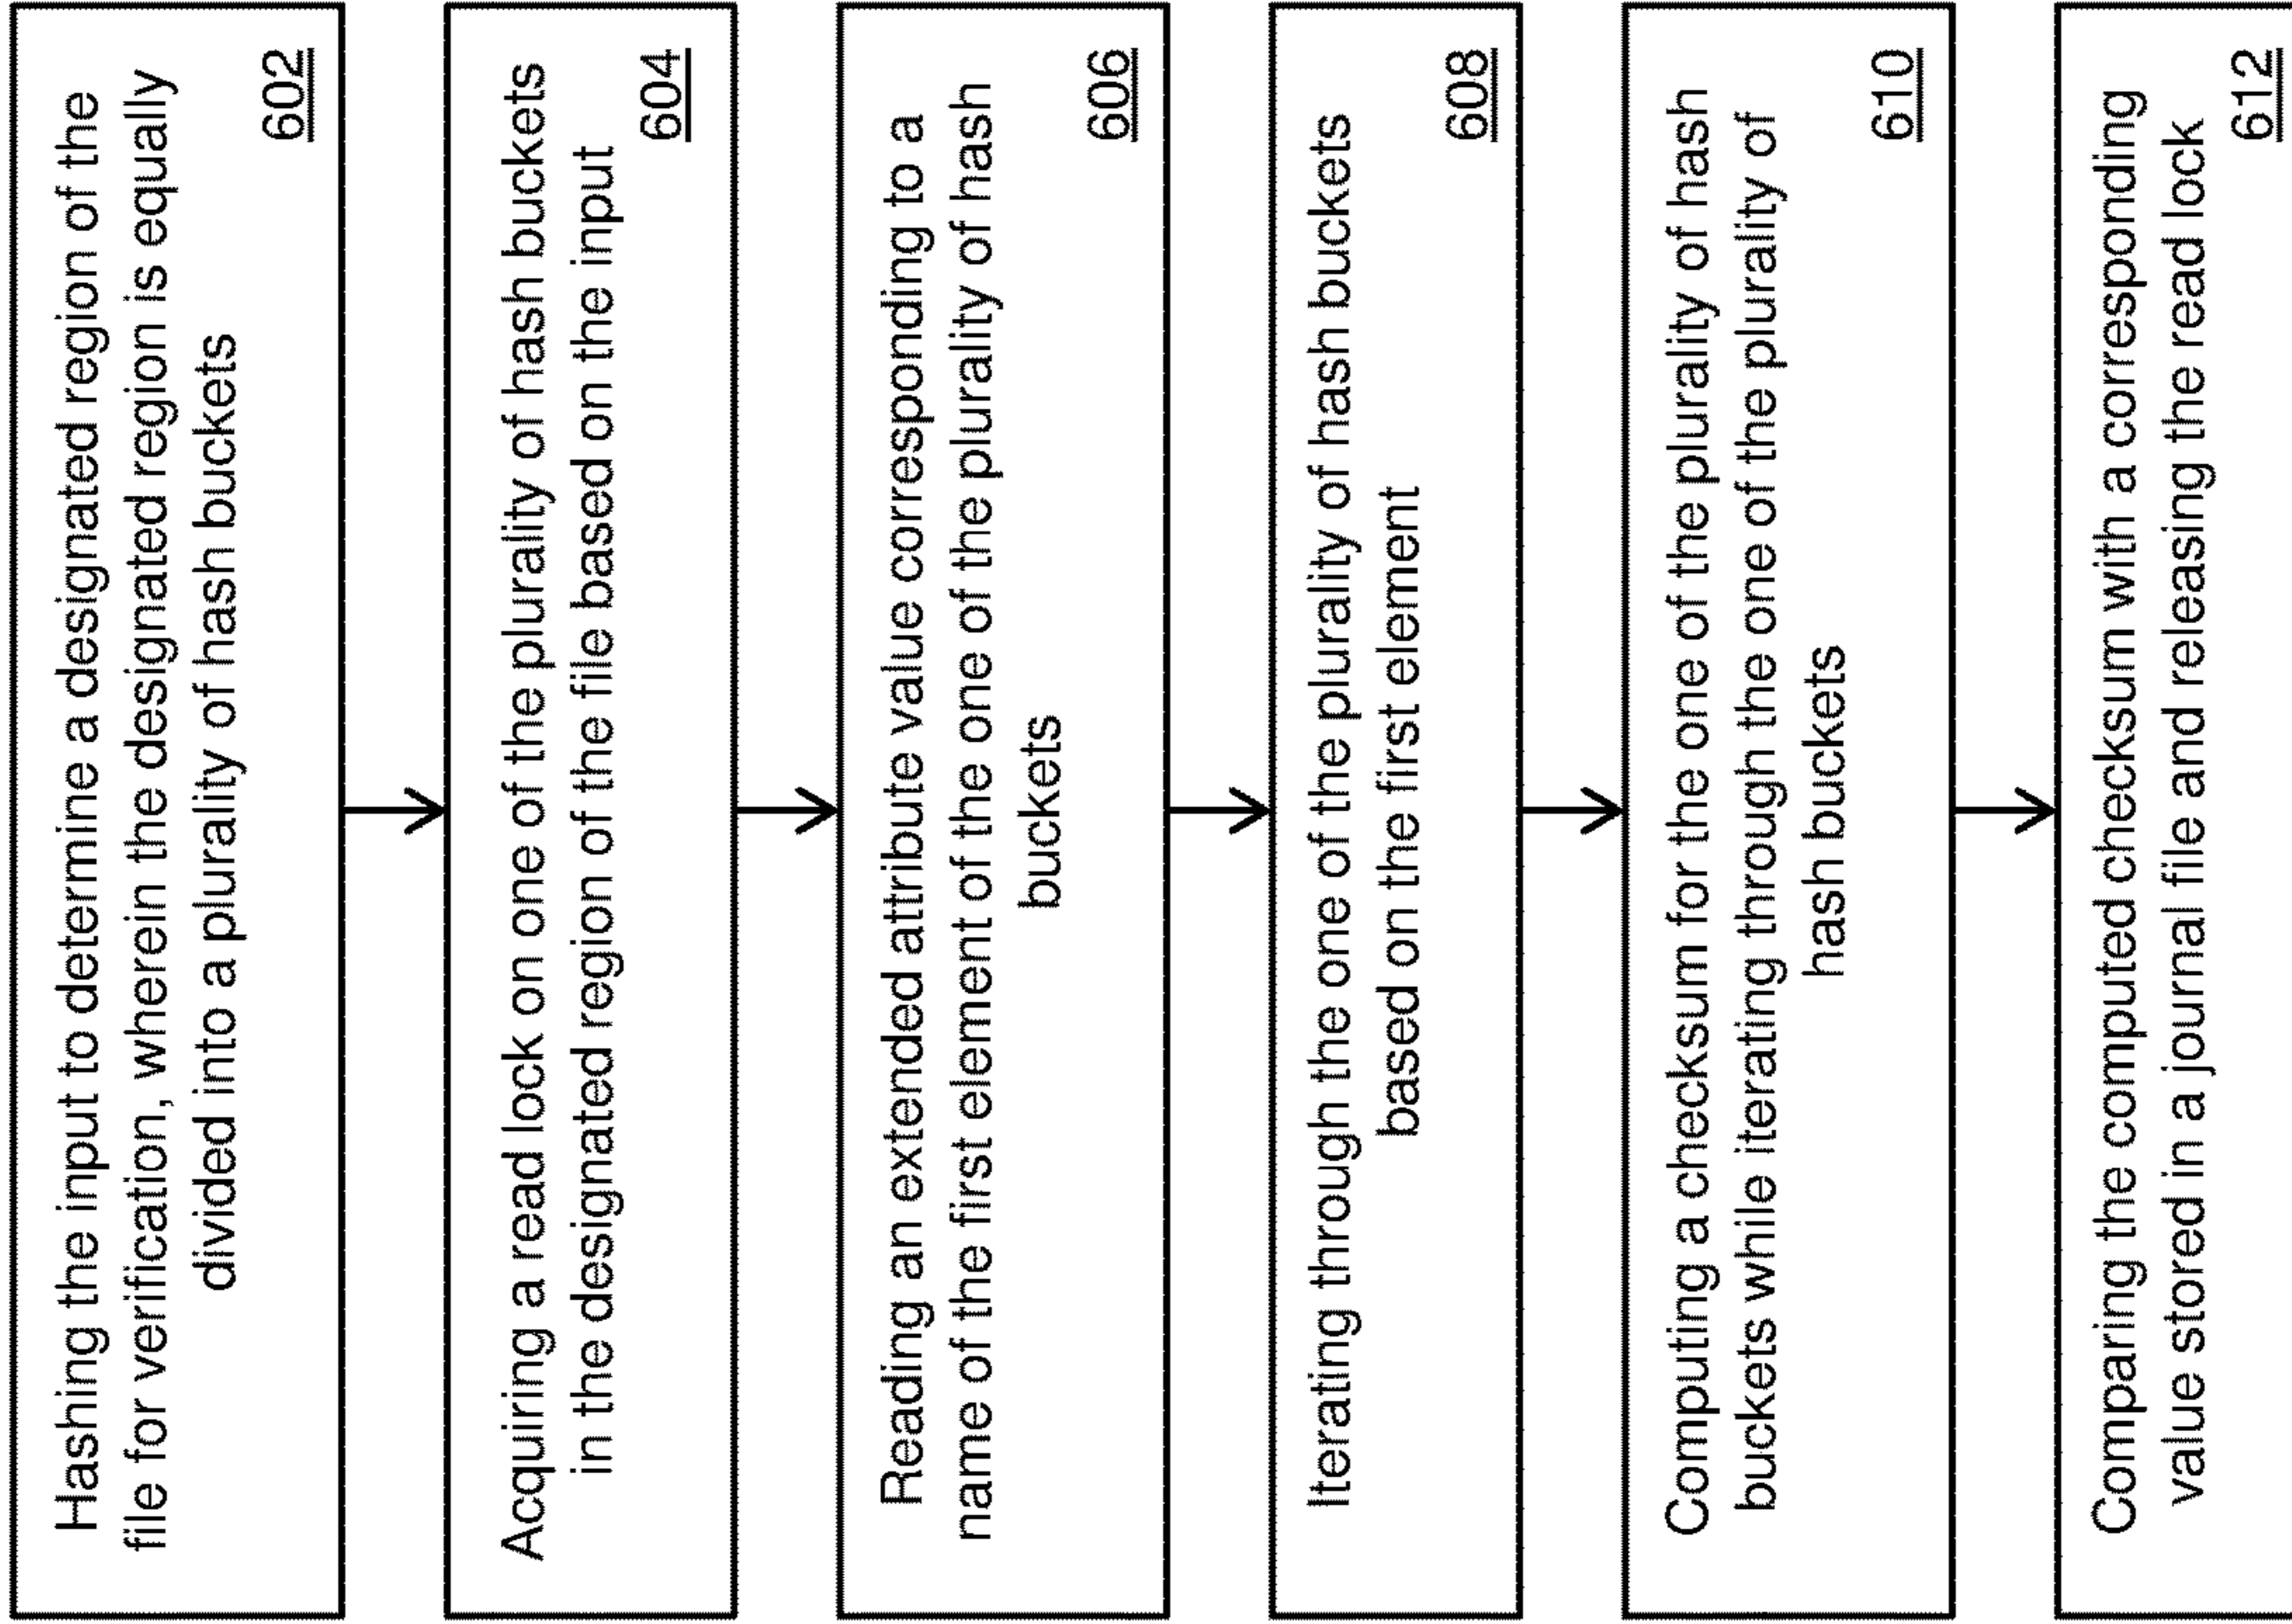 Hashing the input to determine a designated region of the
file for verification, wherein the designated region is equally
divided into a plurality of hash buckets
602
Acquiring a read lock on one of the plurality of hash buckets
in the designated region of the file based on the input
604
Reading an extended attribute value corresponding to a
name of the first element of the one of the plurality of hash
buckets
606
Iterating through the one of the plurality of hash buckets
based on the first element
608
Computing a checksum for the one of the plurality of hash
buckets while iterating through the one of the plurality of
hash buckets
610
Comparing the computed checksum with a corresponding
value stored in a journal file and releasing the read lock
612